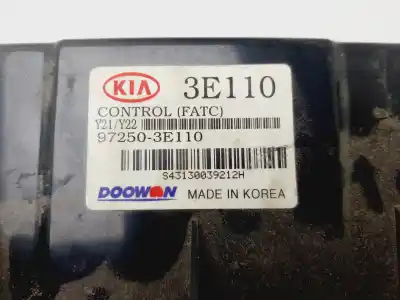 KIA 3E110
CONTROL (FATC)
Y21/Y22
97250-3E110
S43130039212H
DOOWON MADE IN KOREA